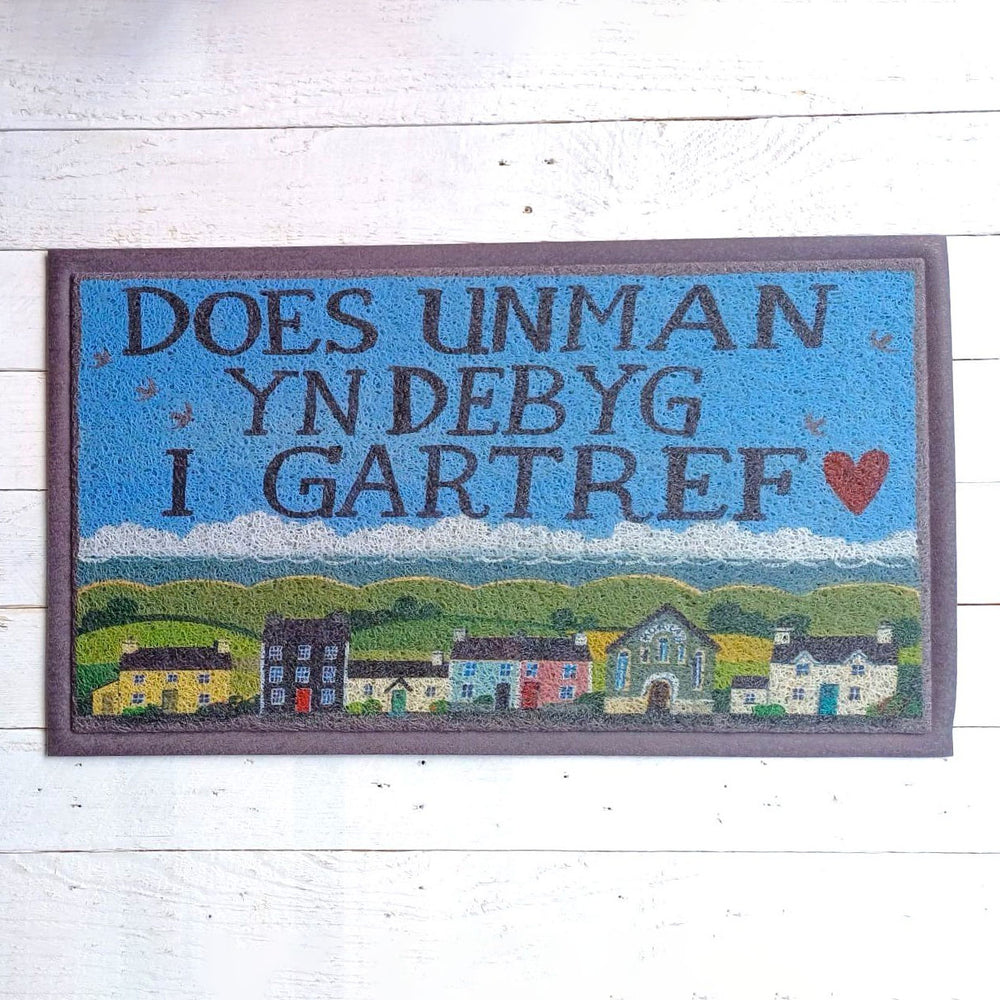 DOES UNMAN
YN DEBYG
I GARTREF